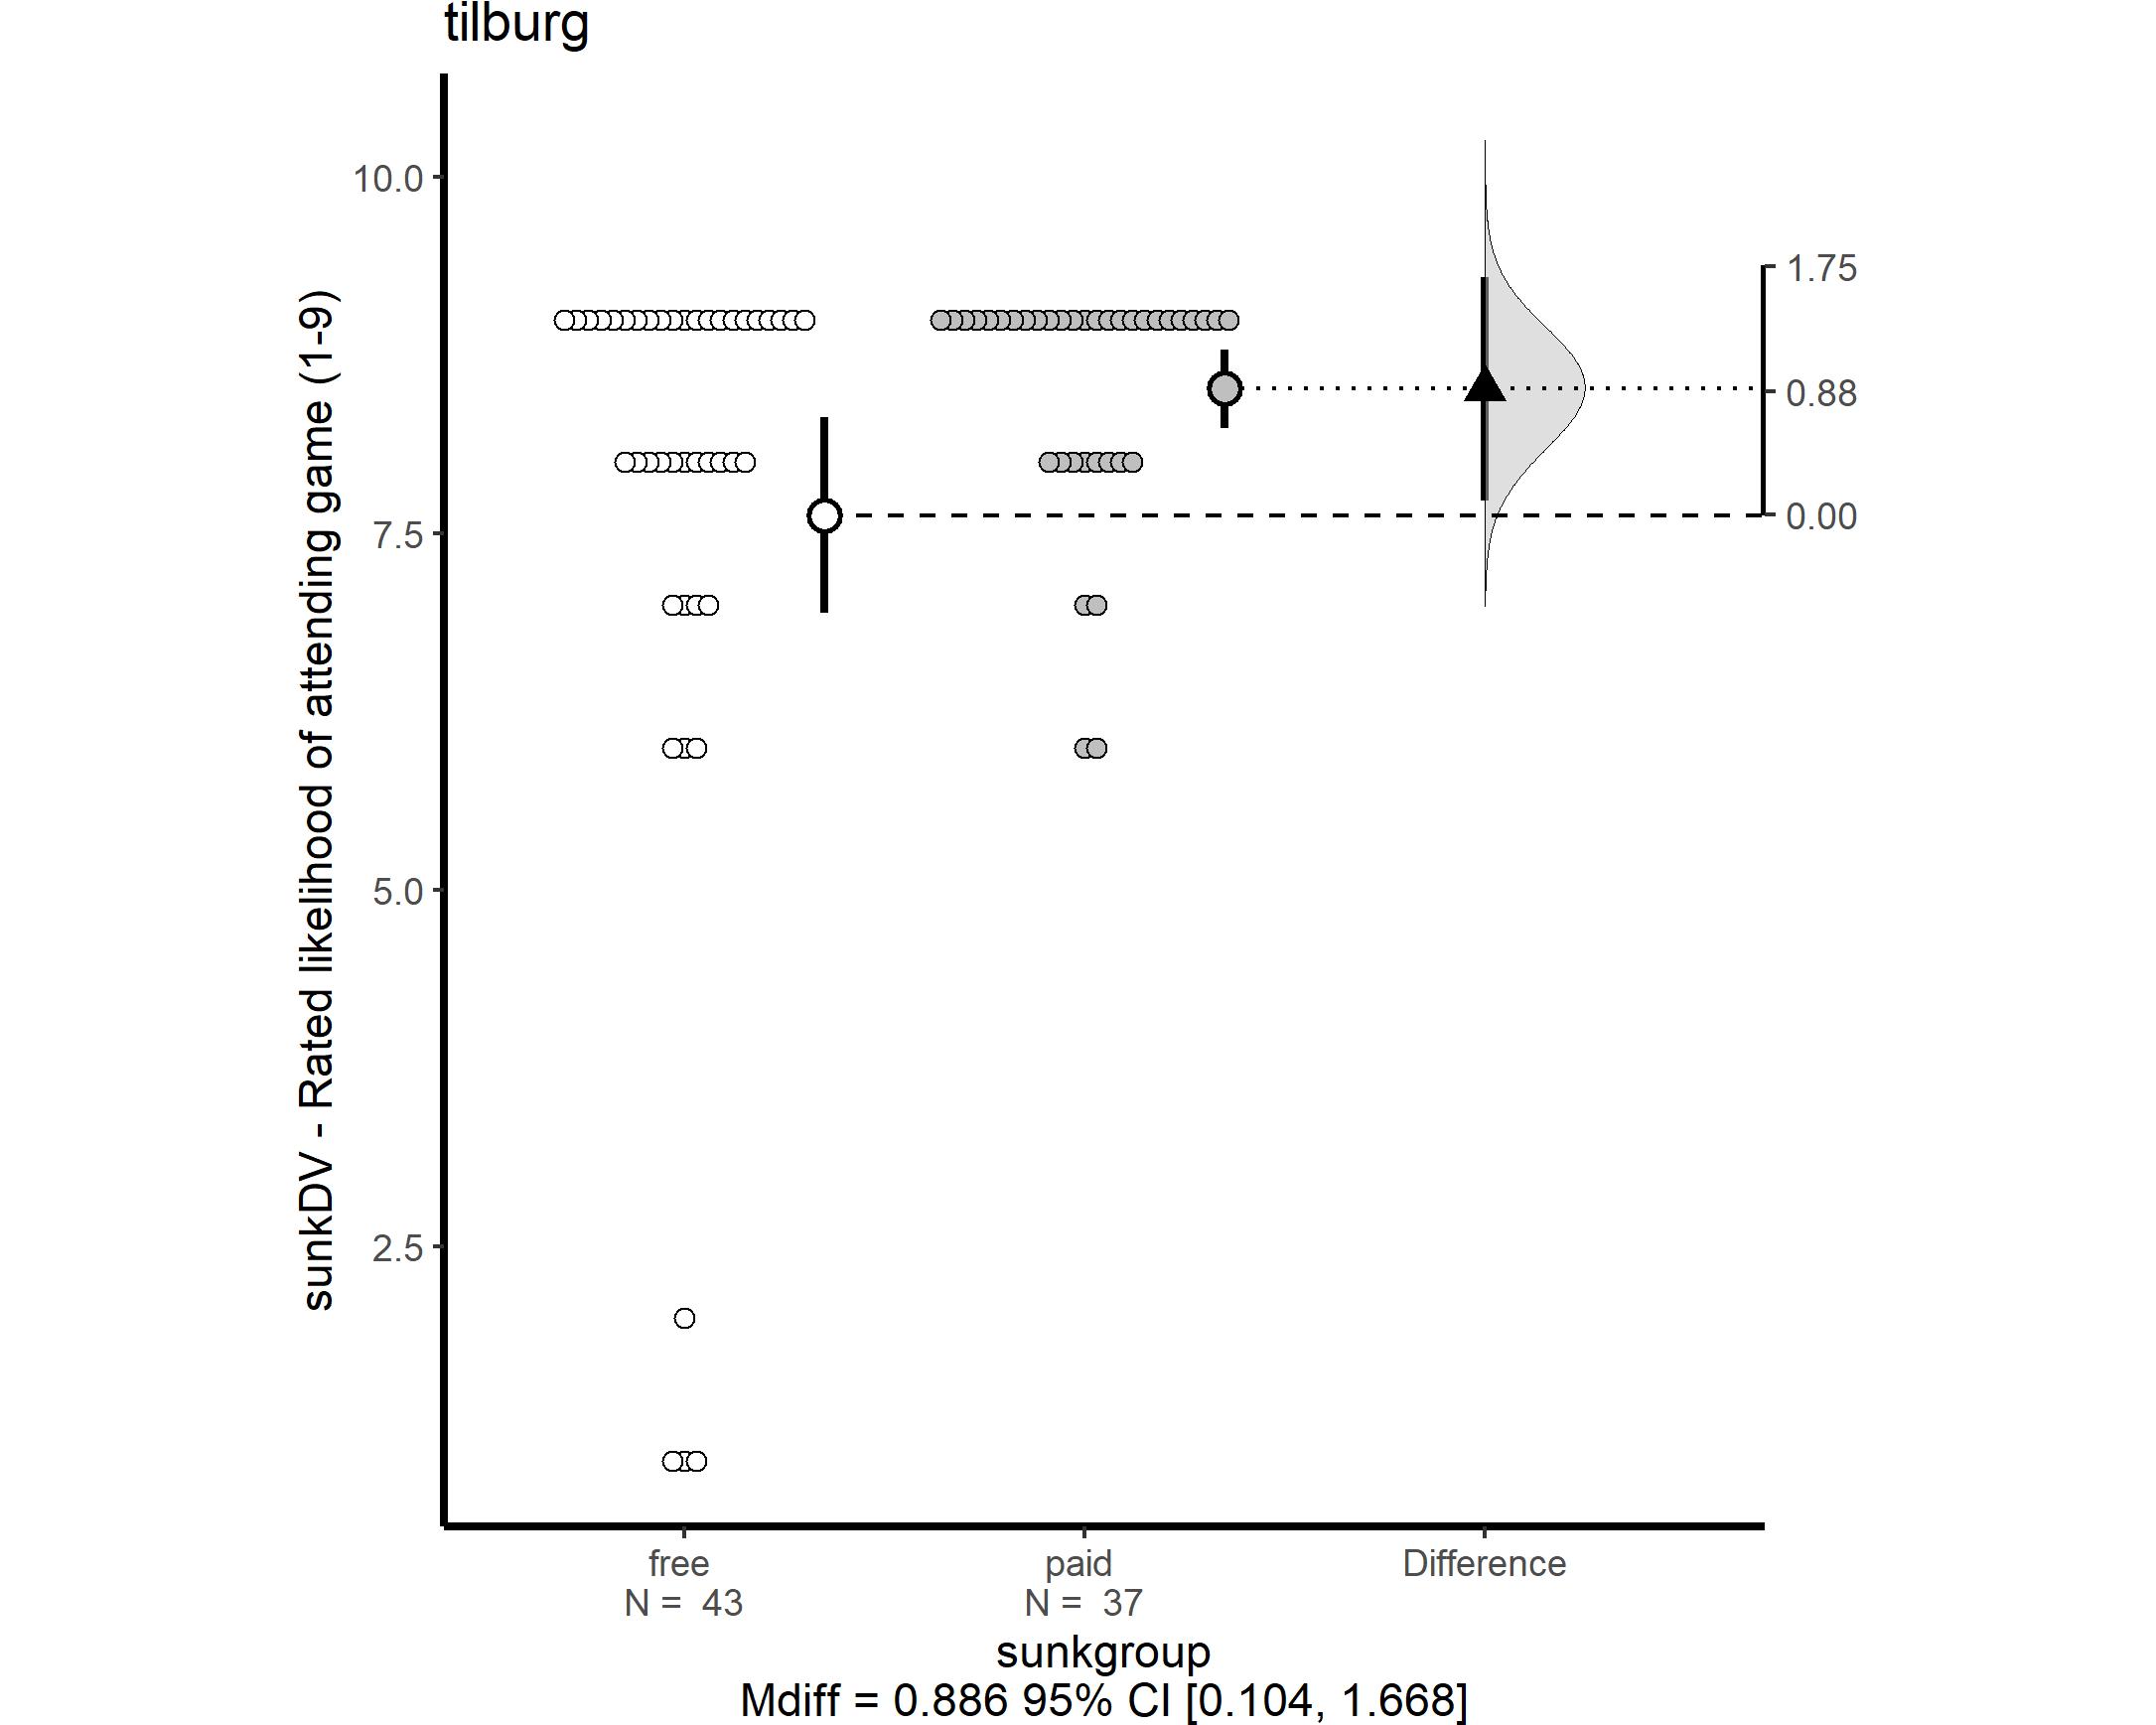 tilburg
sunkDV - Rated likelihood of attending game (1-9)
10.0
7.5
5.0
2.5
1.75
0.88
0.00
free
N =  43
paid
N =  37
Difference
sunkgroup
Mdiff = 0.886 95% CI [0.104, 1.668]